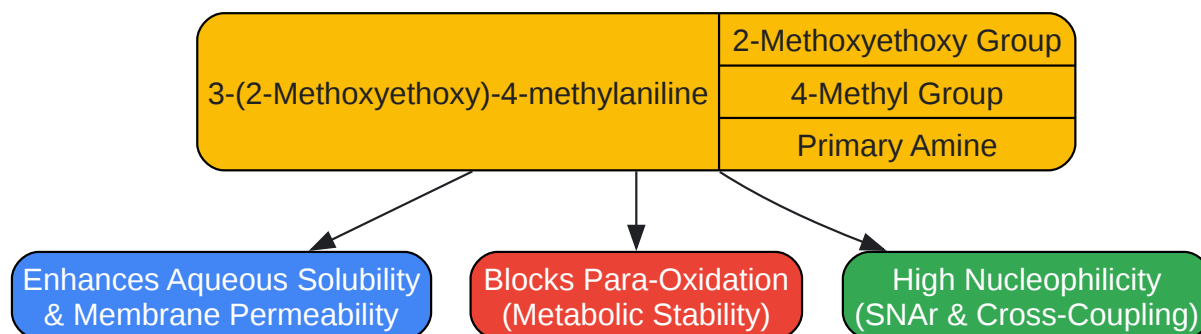 3-(2-Methoxyethoxy)-4-methylaniline
2-Methoxyethoxy Group
4-Methyl Group
Primary Amine
Enhances Aqueous Solubility
& Membrane Permeability
Blocks Para-Oxidation
(Metabolic Stability)
High Nucleophilicity
(SNAr & Cross-Coupling)